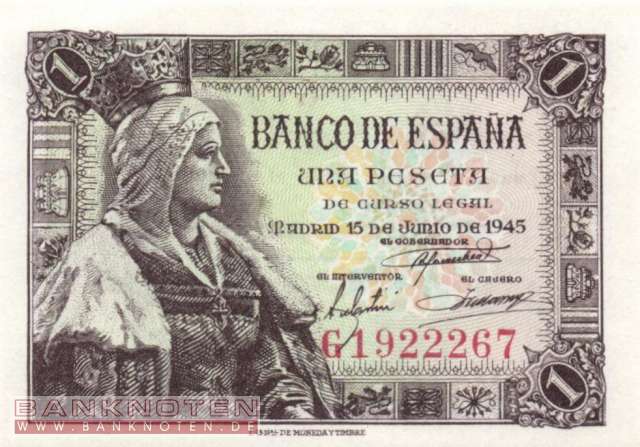 1
1
BANCO DE ESPAÑA
UNA PESETA
DE CURSO LEGAL
MADRID 15 DE JUNIO DE 1945
EL GOBERNADOR
EL INTERVENTOR
EL CAJERO
G1922267
1
BANKNOTEN
WWW.BANKNOTEN.DE
DE MONEDA Y TIMBRE